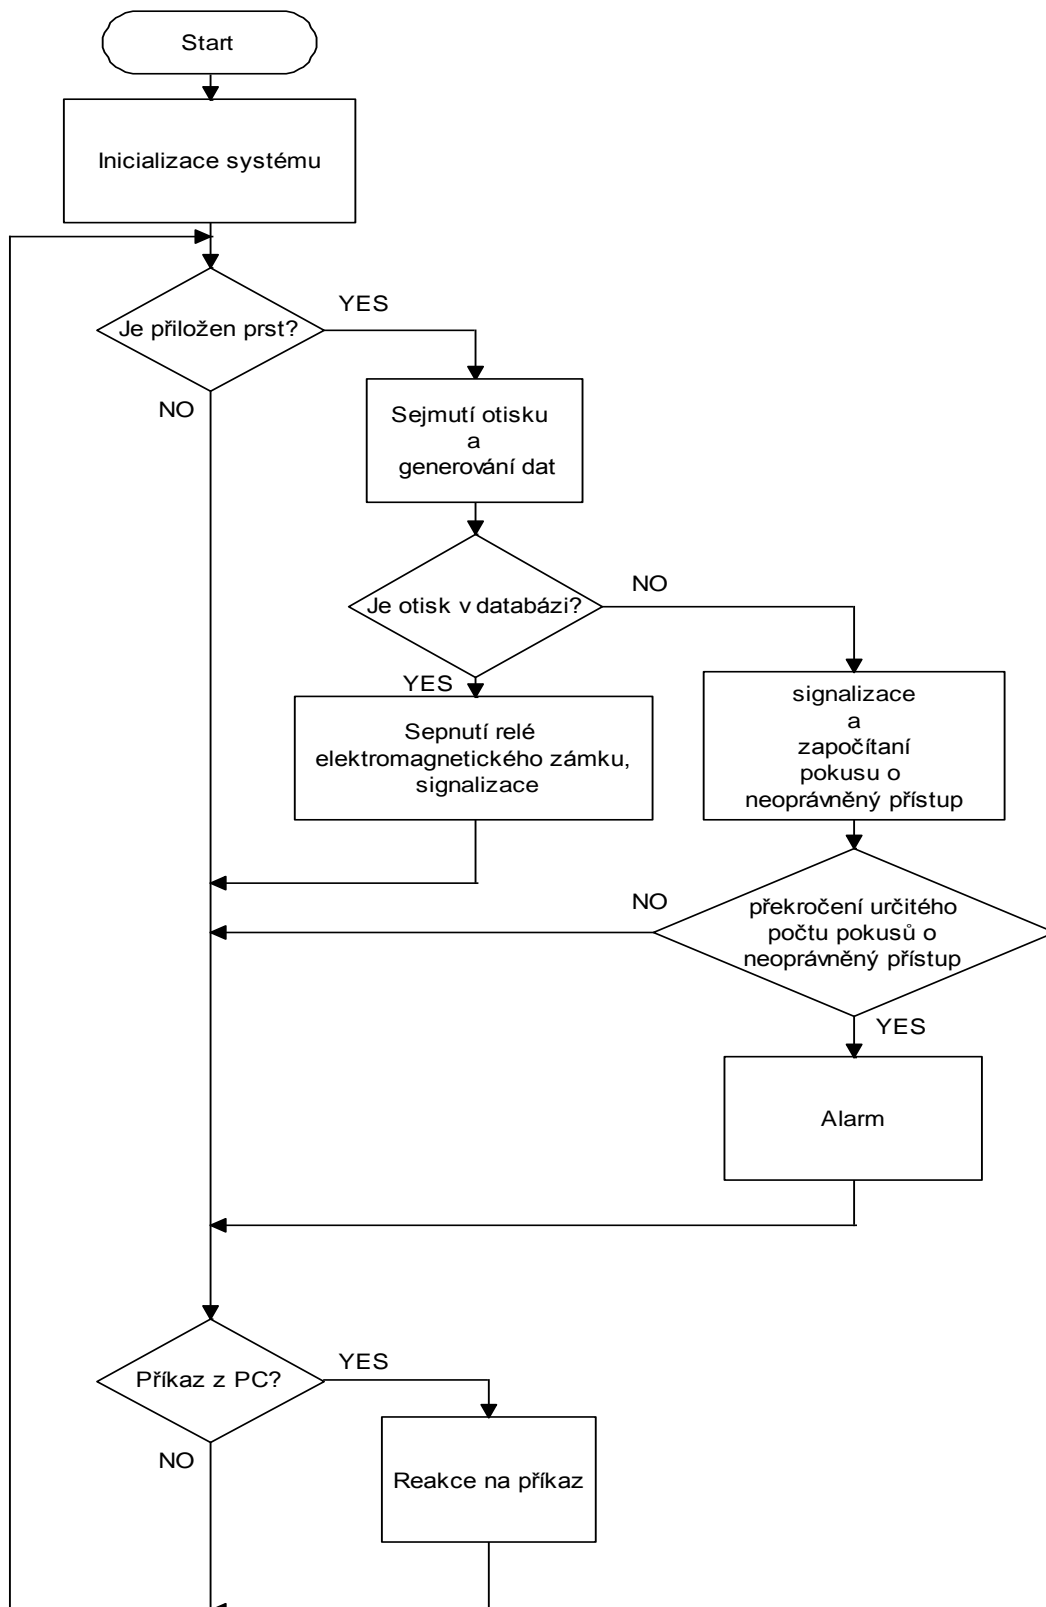 Start
Inicializace systému
YES
Je přiložen prst?
NO
Sejmutí otisku
a
generování dat
NO
Je otisk v databázi?
YES
Sepnutí relé
elektromagnetického zámku,
signalizace
signalizace
a
započítaní
pokusu o
neoprávněný přístup
NO
překročení určitého
počtu pokusů o
neoprávněný přístup
YES
Alarm
YES
Příkaz z PC?
NO
Reakce na příkaz